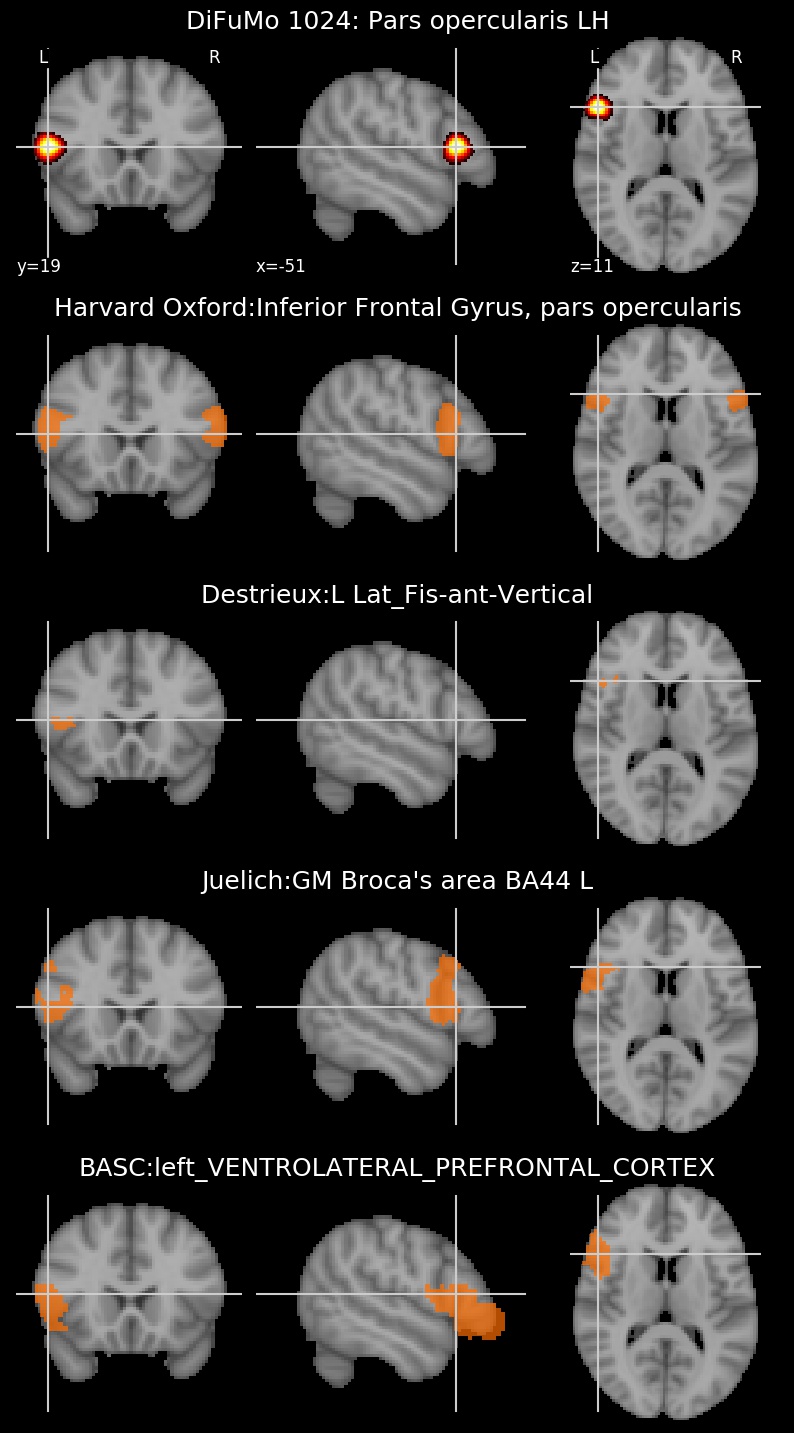 DiFuMo 1024: Pars opercularis LH
L R L R
y=19 x=-51 z=11
Harvard Oxford:Inferior Frontal Gyrus, pars opercularis
Destrieux:L Lat_Fis-ant-Vertical
Juelich:GM Broca's area BA44 L
BASC:left_VENTROLATERAL_PREFRONTAL_CORTEX